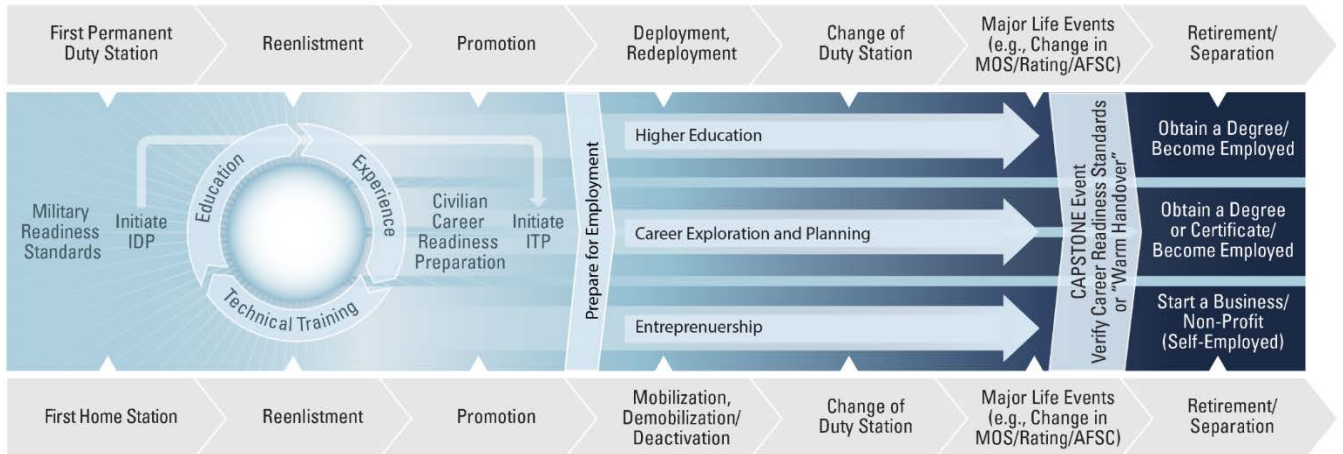 First Permanent
Duty Station
Reenlistment
Promotion
Deployment,
Redeployment
Change of
Duty Station
Major Life Events
(e.g., Change in
MOS/Rating/AFSC)
Retirement/
Separation
Military
Readiness
Standards
Initiate
IDP
Education
Experience
Technical Training
Civilian
Career
Readiness
Preparation
Initiate
ITP
Prepare for Employment
Higher Education
Career Exploration and Planning
Entreprenuership
CAPSTONE Event
Verify Career Readiness Standards
or “Warm Handover”
Obtain a Degree/
Become Employed
Obtain a Degree
or Certificate/
Become Employed
Start a Business/
Non-Profit
(Self-Employed)
First Home Station
Reenlistment
Promotion
Mobilization,
Demobilization/
Deactivation
Change of
Duty Station
Major Life Events
(e.g., Change in
MOS/Rating/AFSC)
Retirement/
Separation